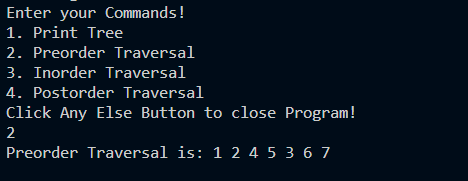 Enter your Commands!
1. Print Tree
2. Preorder Traversal
3. Inorder Traversal
4. Postorder Traversal
Click Any Else Button to close Program!
2
Preorder Traversal is: 1 2 4 5 3 6 7